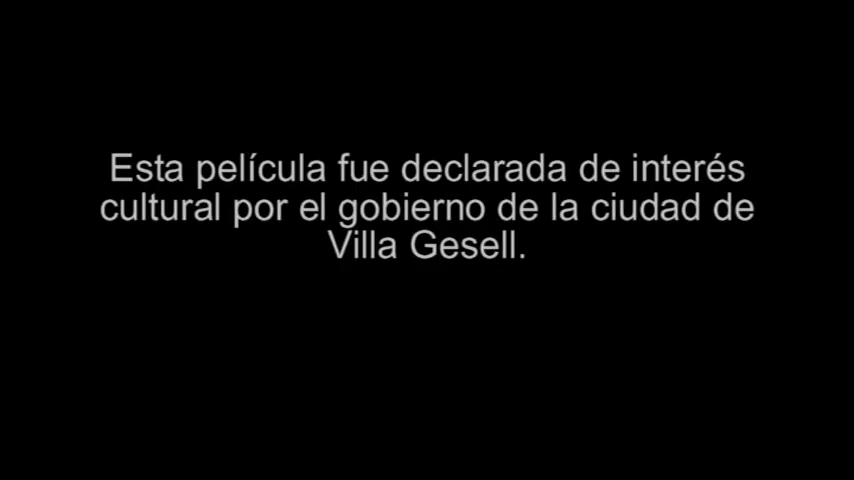 Esta película fue declarada de interés
cultural por el gobierno de la ciudad de
Villa Gesell.